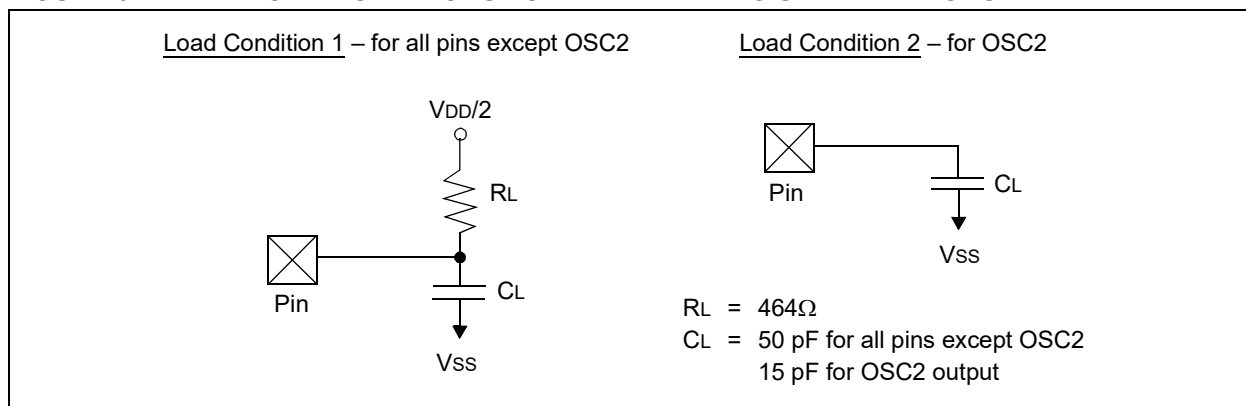 Load Condition 1 – for all pins except OSC2
VDD/2
RL
Pin
CL
VSS
Load Condition 2 – for OSC2
Pin
CL
VSS
RL = 464Ω
CL = 50 pF for all pins except OSC2
15 pF for OSC2 output